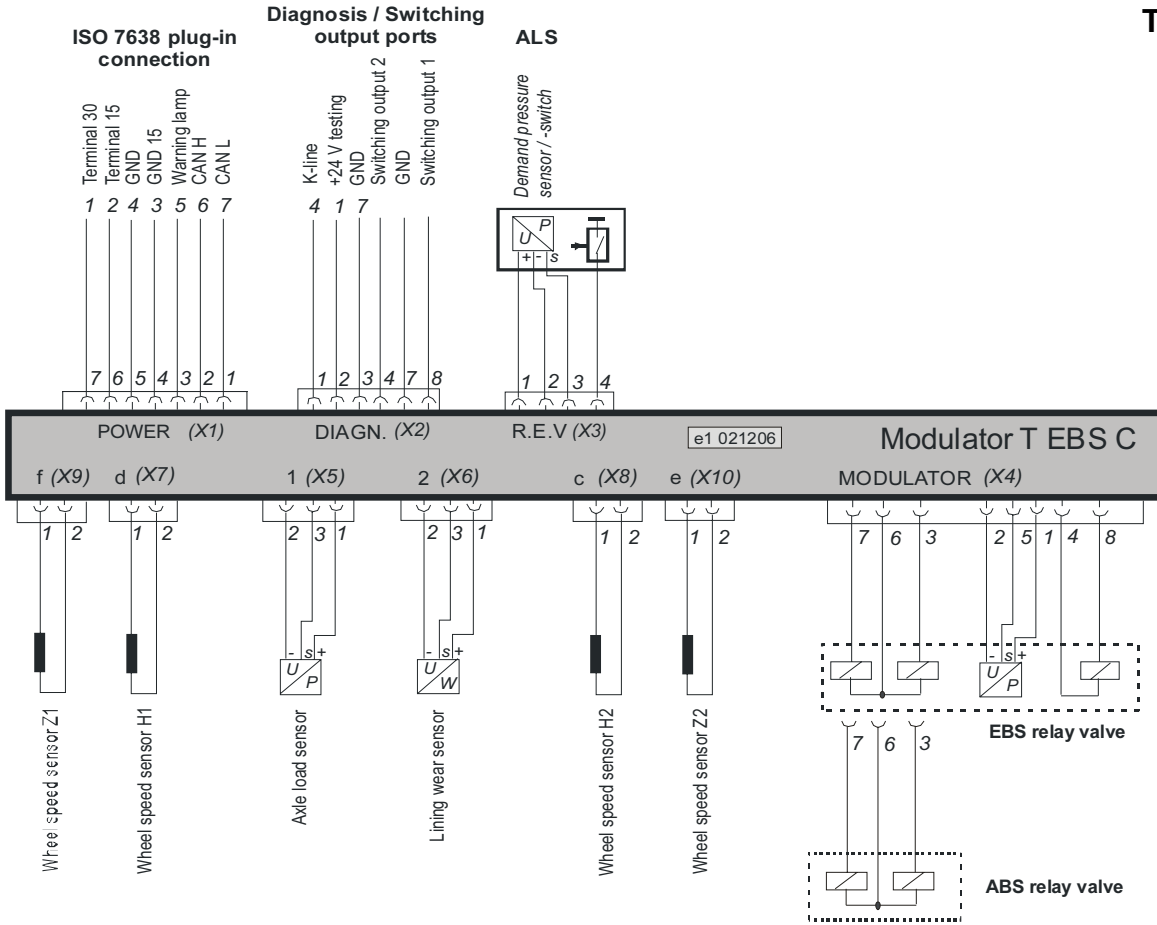 T
Diagnosis / Switching
output ports
ISO 7638 plug-in
connection
ALS
Terminal 30
Terminal 15
GND
GND 15
Warning lamp
CAN H
CAN L
K-line
+24 V testing
GND
Switching output 2
GND
Switching output 1
Demand pressure
sensor / -switch
1 2 4 3 5 6 7
4 1 7
U P
+ - s
7 6 5 4 3 2 1
1 2 3 4 7 8
1 2 3 4
POWER (X1)
DIAGN. (X2)
R.E.V (X3)
e1 021206
Modulator T EBS C
f (X9)
d (X7)
1 (X5)
2 (X6)
c (X8)
e (X10)
MODULATOR (X4)
1 2
1 2
2 3 1
2 3 1
1 2
1 2
7 6 3 2 5 1 4 8
- s +
U P
- s +
U W
- s +
U P
Wheel speed sensor Z1
Wheel speed sensor H1
Axle load sensor
Lining wear sensor
Wheel speed sensor H2
Wheel speed sensor Z2
EBS relay valve
7 6 3
ABS relay valve